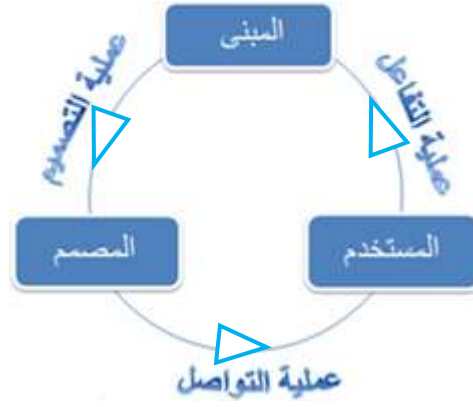 المبنى
عملية التفاعل
عملية التصميم
المستخدم
المصمم
عملية التواصل